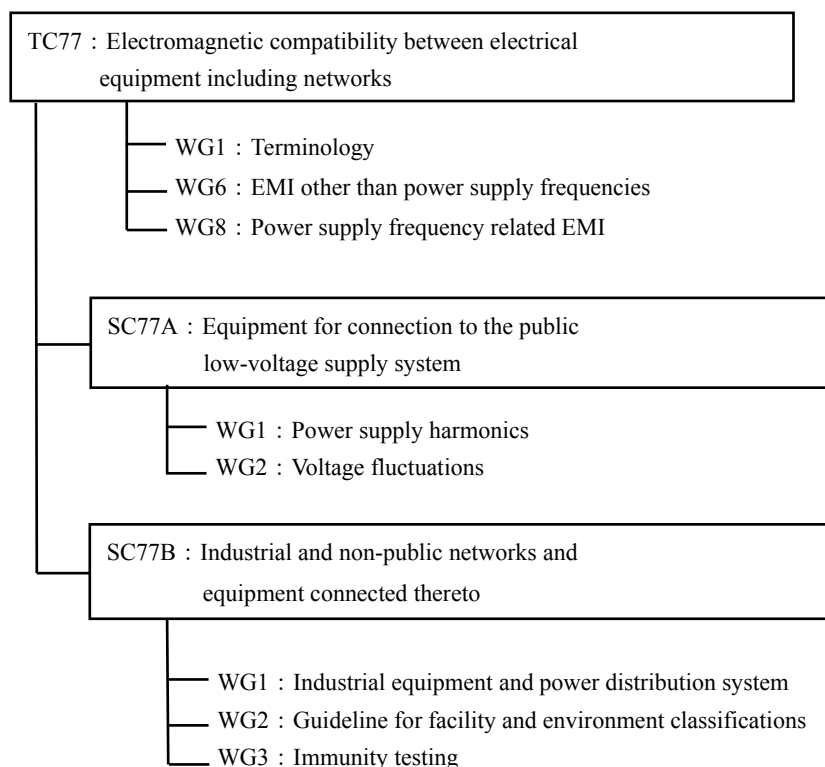 TC77：Electromagnetic compatibility between electrical
equipment including networks
WG1：Terminology
WG6：EMI other than power supply frequencies
WG8：Power supply frequency related EMI
SC77A：Equipment for connection to the public
low-voltage supply system
WG1：Power supply harmonics
WG2：Voltage fluctuations
SC77B：Industrial and non-public networks and
equipment connected thereto
WG1：Industrial equipment and power distribution system
WG2：Guideline for facility and environment classifications
WG3：Immunity testing